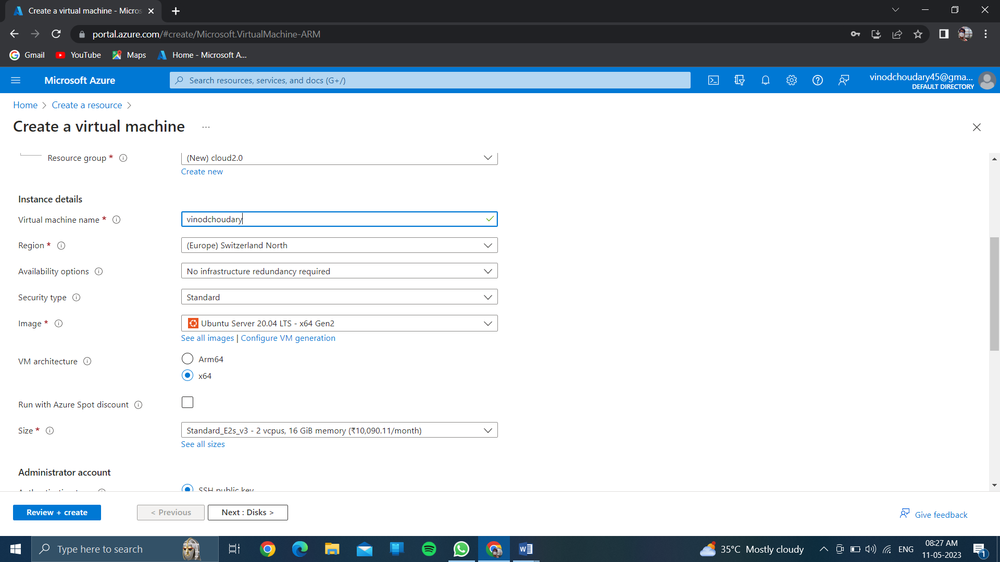 Create a virtual machine - Micros
portal.azure.com/#create/Microsoft.VirtualMachine-ARM
Gmail YouTube Maps Home - Microsoft A...
Microsoft Azure
Search resources, services, and docs (G+/)
vinodchoudary45@gma...
DEFAULT DIRECTORY
Home > Create a resource >
Create a virtual machine ...
Resource group * (New) cloud2.0
Create new
Instance details
Virtual machine name * vinodchoudary
Region * (Europe) Switzerland North
Availability options No infrastructure redundancy required
Security type Standard
Image * Ubuntu Server 20.04 LTS - x64 Gen2
See all images | Configure VM generation
VM architecture Arm64
x64
Run with Azure Spot discount
Size * Standard_E2s_v3 - 2 vcpus, 16 GiB memory (₹10,090.11/month)
See all sizes
Administrator account
SSH public key
Review + create < Previous Next : Disks > Give feedback
Type here to search
35°C Mostly cloudy
ENG
08:27 AM
11-05-2023
1